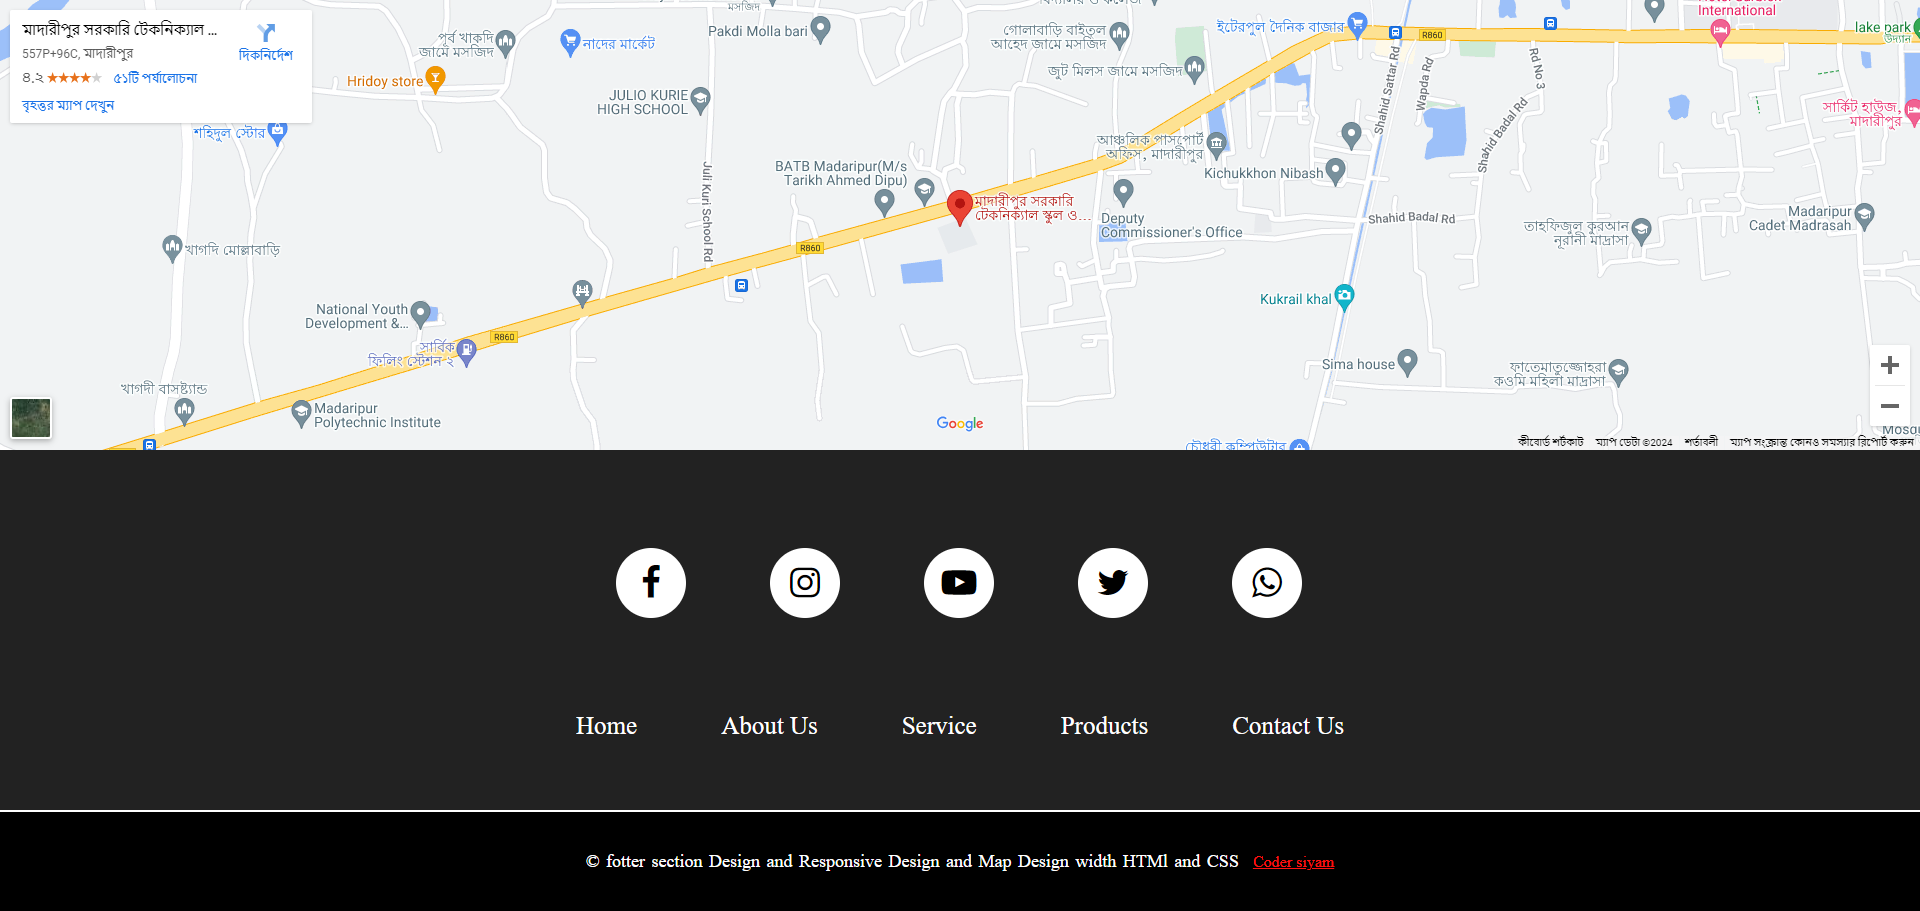 মাদারীপুর সরকারি টেকনিক্যাল ...
557P+96C, মাদারীপুর
৪.২
৫১টি পর্যালোচনা
বৃহত্তর ম্যাপ দেখুন
দিকনির্দেশ
শহিদুল স্টোর
Hridoy store
পূর্ব খাকদি
জামে মসজিদ
নাদের মার্কেট
মসজিদ
Pakdi Molla bari
JULIO KURIE
HIGH SCHOOL
গোলাবাড়ি বাইতুল
আহেদ জামে মসজিদ
জুট মিলস জামে মসজিদ
ইটেরপুল দৈনিক বাজার
R860
International
lake park
উদ্যান
সার্কিট হাউজ,
মাদারীপুর
Shahid Sattar Rd
Wapda Rd
Rd No 3
Shahid Badal Rd
আঞ্চলিক পাসপোর্ট
অফিস, মাদারীপুর
Kichukkhon Nibash
BATB Madaripur(M/s
Tarikh Ahmed Dipu)
Juli Kuri School Rd
মাদারীপুর সরকারি
টেকনিক্যাল স্কুল ও...
Deputy
Commissioner's Office
Shahid Badal Rd
তাহফিজুল কুরআন
নূরানী মাদ্রাসা
Madaripur
Cadet Madrasah
খাগদি মোল্লাবাড়ি
R860
Kukrail khal
National Youth
Development &...
R860
সার্বিক
ফিলিং স্টেশন ২
Sima house
ফাতেমাতুজ্জোহরা
কওমি মহিলা মাদ্রাসা
খাগদী বাসষ্ট্যান্ড
Madaripur
Polytechnic Institute
Google
চৌধুরী কম্পিউটার
কীবোর্ড শর্টকাট
ম্যাপ ডেটা ©2024
শর্তাবলী
ম্যাপ সংক্রান্ত কোনও সমস্যার রিপোর্ট করুন
Home
About Us
Service
Products
Contact Us
© fotter section Design and Responsive Design and Map Design width HTMl and CSS Coder siyam